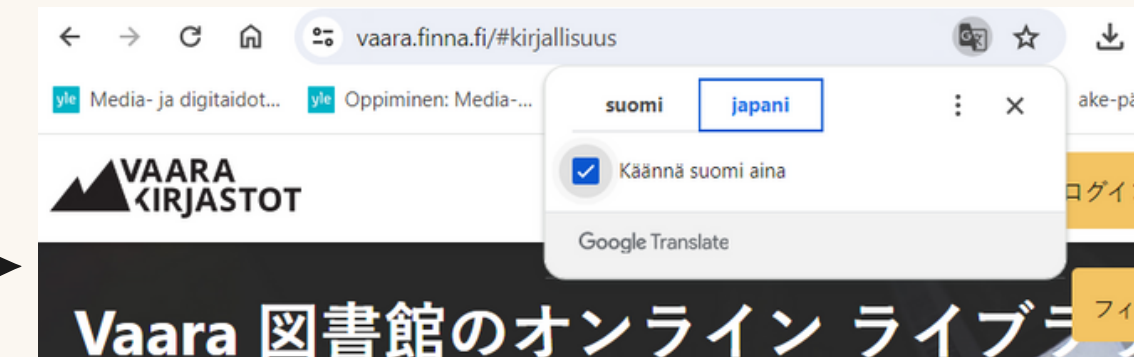 vaara.finna.fi/#kirjallisuus
Media- ja digitaidot...
yle Oppiminen: Media-...
suomi japani
ake-pä
VAARA
KIRJASTOT
Käännä suomi aina
ログイ
Google Translate
Vaara 図書館のオンライン ライブラ
フィ